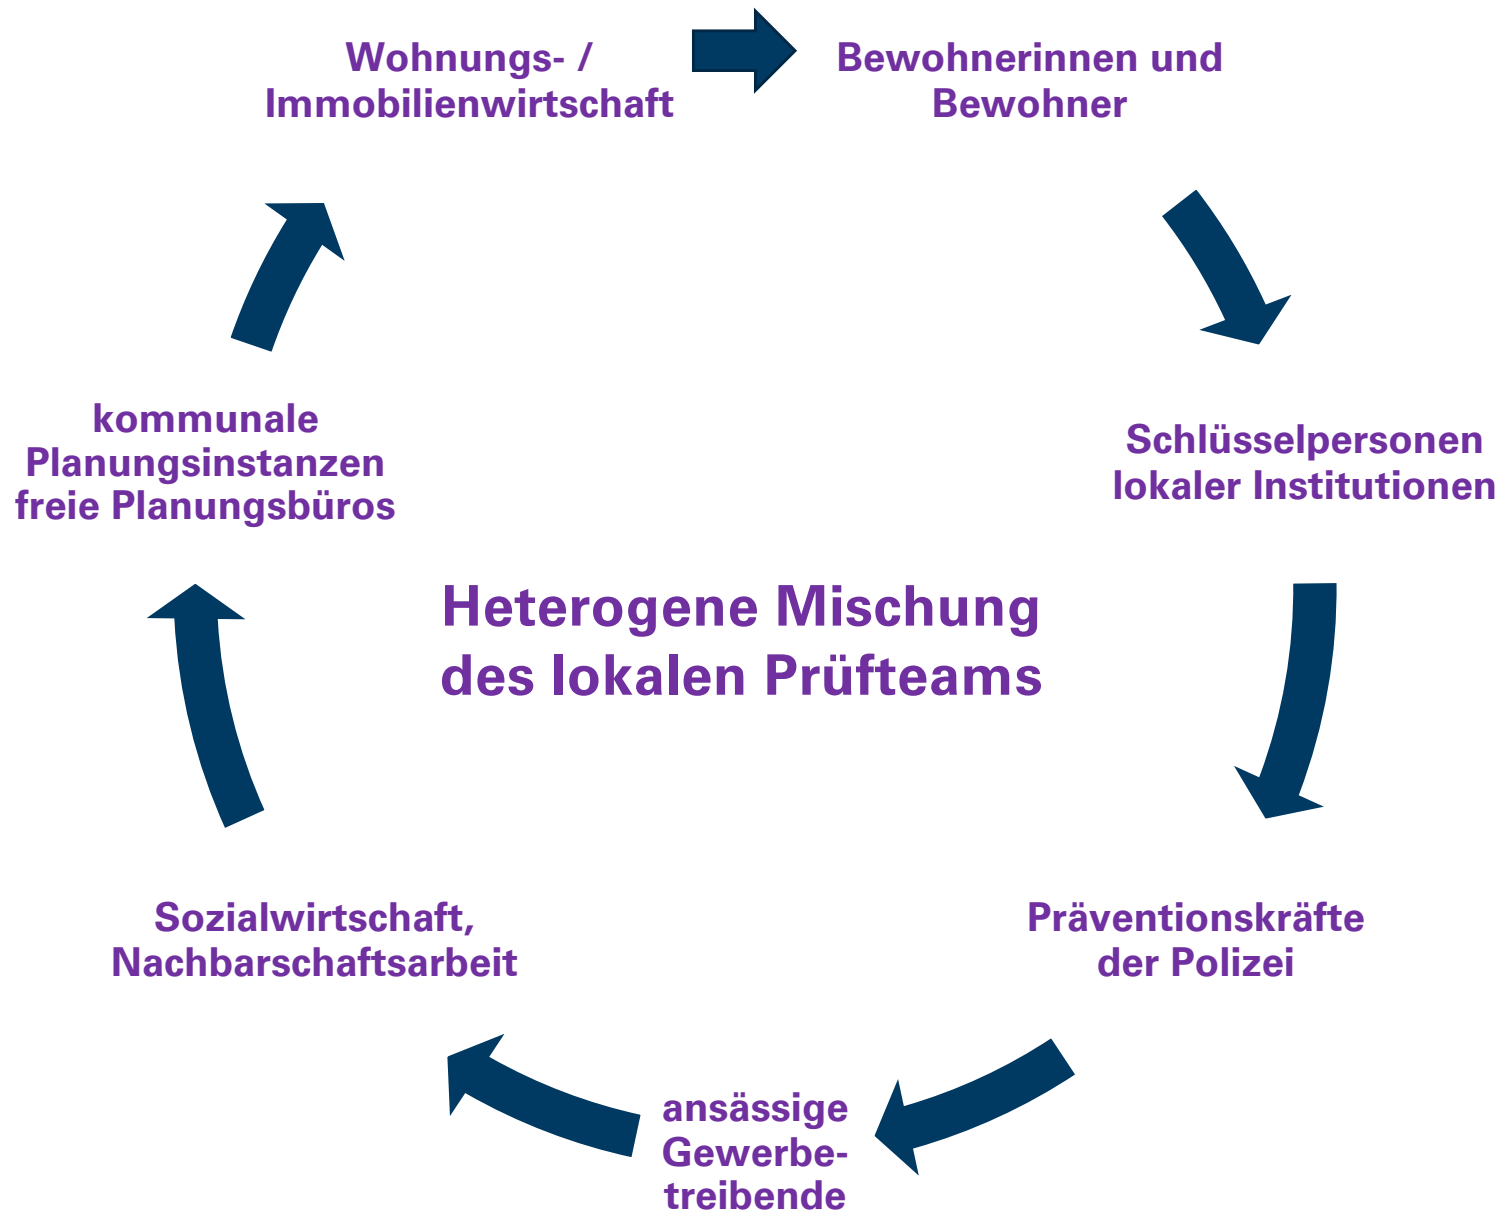 Wohnungs- /
Immobilienwirtschaft
Bewohnerinnen und
Bewohner
Schlüsselpersonen
lokaler Institutionen
Präventionskräfte
der Polizei
ansässige
Gewerbe-
treibende
Sozialwirtschaft,
Nachbarschaftsarbeit
kommunale
Planungsinstanzen
freie Planungsbüros
Heterogene Mischung
des lokalen Prüfteams